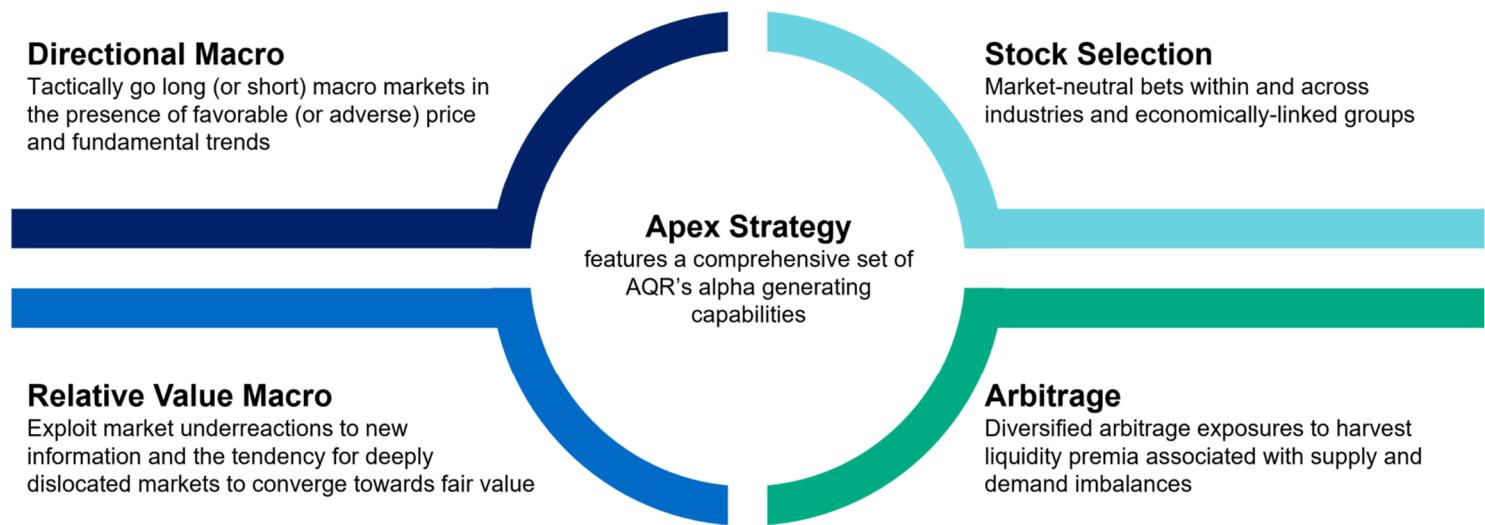 Directional Macro
Tactically go long (or short) macro markets in
the presence of favorable (or adverse) price
and fundamental trends
Stock Selection
Market-neutral bets within and across
industries and economically-linked groups
Apex Strategy
features a comprehensive set of
AQR’s alpha generating
capabilities
Relative Value Macro
Exploit market underreactions to new
information and the tendency for deeply
dislocated markets to converge towards fair value
Arbitrage
Diversified arbitrage exposures to harvest
liquidity premia associated with supply and
demand imbalances